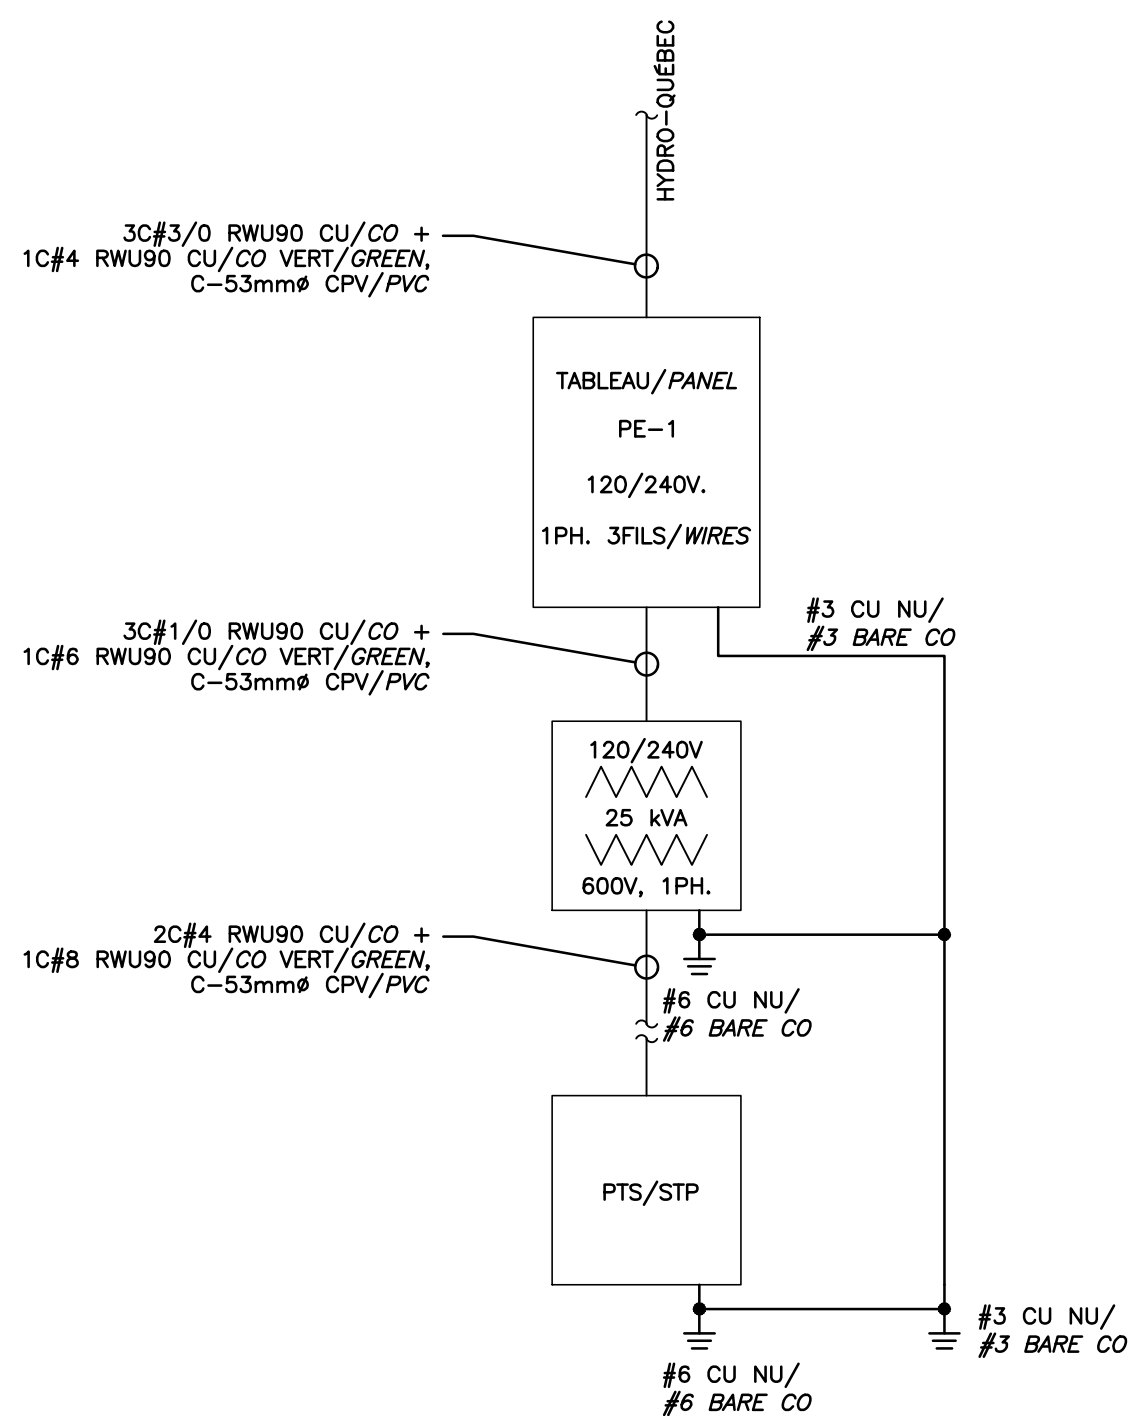 HYDRO-QUÉBEC
3C#3/0 RWU90 CU/CO +
1C#4 RWU90 CU/CO VERT/GREEN,
C-53mmø CPV/PVC
TABLEAU/PANEL
PE-1
120/240V.
1PH. 3FILS/WIRES
#3 CU NU/
#3 BARE CO
3C#1/0 RWU90 CU/CO +
1C#6 RWU90 CU/CO VERT/GREEN,
C-53mmø CPV/PVC
120/240V
25 kVA
600V, 1PH.
2C#4 RWU90 CU/CO +
1C#8 RWU90 CU/CO VERT/GREEN,
C-53mmø CPV/PVC
#6 CU NU/
#6 BARE CO
PTS/STP
#3 CU NU/
#3 BARE CO
#6 CU NU/
#6 BARE CO